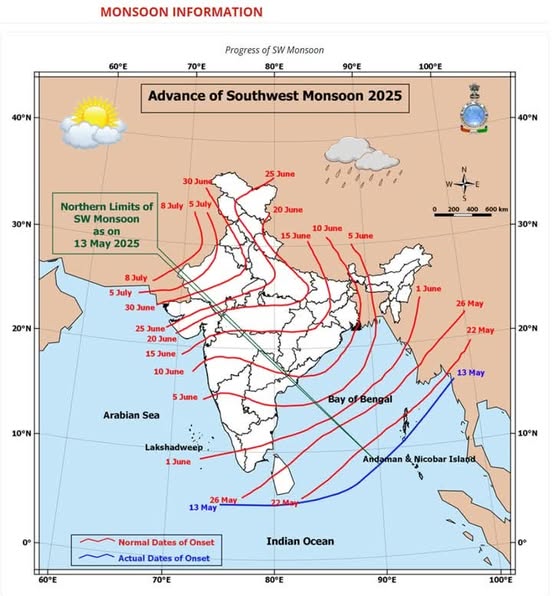 MONSOON INFORMATION
Progress of SW Monsoon
60°E 70°E 80°E 90°E 100°E
Advance of Southwest Monsoon 2025
40°N 40°N
N
W E
S
0 200 400 600 km
25 June
30 June
Northern Limits of
SW Monsoon
as on
13 May 2025
8 July 5 July
20 June
10 June
15 June 5 June
30°N 30°N
8 July
5 July
30 June
1 June
26 May
22 May
25 June
20 June
15 June
20°N 20°N
10 June
13 May
5 June
Bay of Bengal
Arabian Sea
10°N 10°N
Lakshadweep
1 June
Andaman & Nicobar Island
26 May
22 May
13 May
Normal Dates of Onset
Actual Dates of Onset
Indian Ocean
0° 0°
60°E 70°E 80°E 90°E 100°E